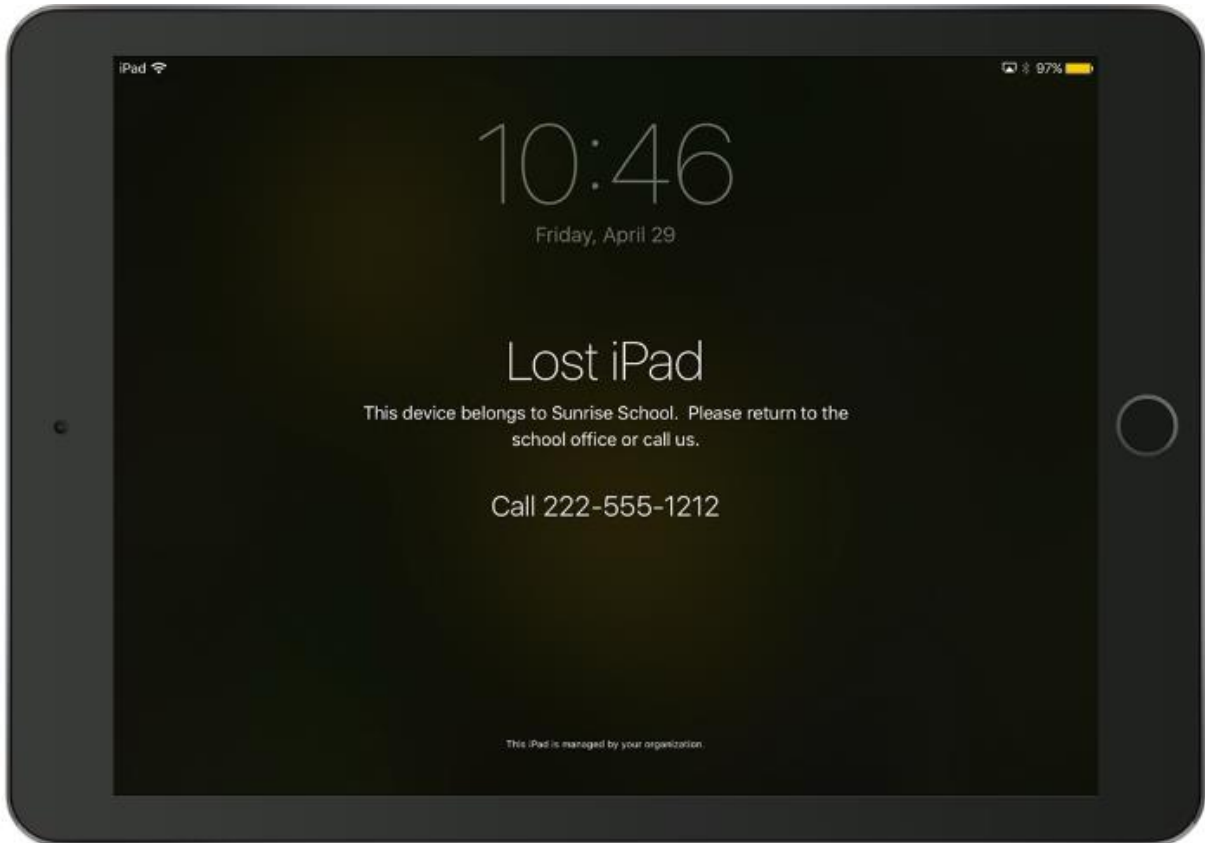 iPad 97%
10:46
Friday, April 29
Lost iPad
This device belongs to Sunrise School.  Please return to the
school office or call us.
Call 222-555-1212
This iPad is managed by your organization.